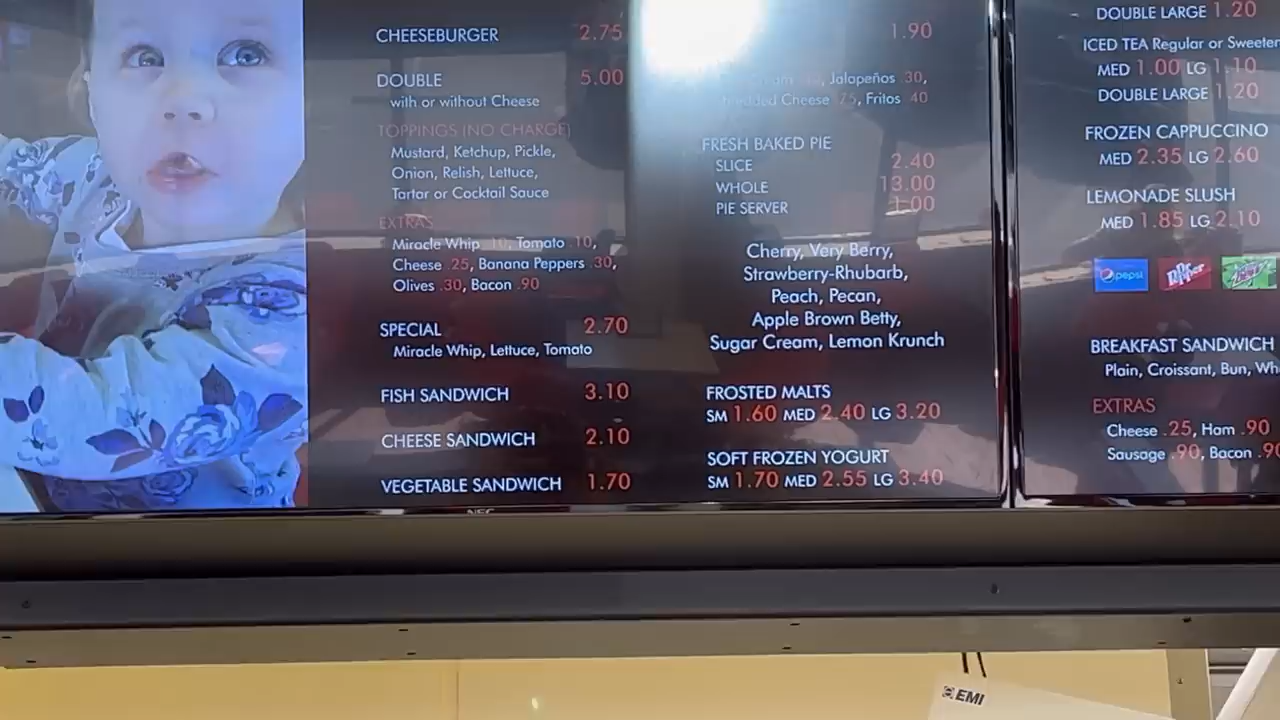 CHEESEBURGER 2.75
DOUBLE 5.00
with or without Cheese
TOPPINGS (NO CHARGE)
Mustard, Ketchup, Pickle,
Onion, Relish, Lettuce,
Tartar or Cocktail Sauce
EXTRAS
Miracle Whip .10, Tomato .10,
Cheese .25, Banana Peppers .30,
Olives .30, Bacon .90
SPECIAL 2.70
Miracle Whip, Lettuce, Tomato
FISH SANDWICH 3.10
CHEESE SANDWICH 2.10
VEGETABLE SANDWICH 1.70
NEC
1.90
Jalapeños .30,
Cheese .75, Fritos .40
FRESH BAKED PIE
SLICE 2.40
WHOLE 13.00
PIE SERVER 1.00
Cherry, Very Berry,
Strawberry-Rhubarb,
Peach, Pecan,
Apple Brown Betty,
Sugar Cream, Lemon Krunch
FROSTED MALTS
SM 1.60 MED 2.40 LG 3.20
SOFT FROZEN YOGURT
SM 1.70 MED 2.55 LG 3.40
DOUBLE LARGE 1.20
ICED TEA Regular or Sweeten
MED 1.00 LG 1.10
DOUBLE LARGE 1.20
FROZEN CAPPUCCINO
MED 2.35 LG 2.60
LEMONADE SLUSH
MED 1.85 LG 2.10
pepsi Dr Pepper
BREAKFAST SANDWICH
Plain, Croissant, Bun, Wh
EXTRAS
Cheese .25, Ham .90
Sausage .90, Bacon .90
EMI